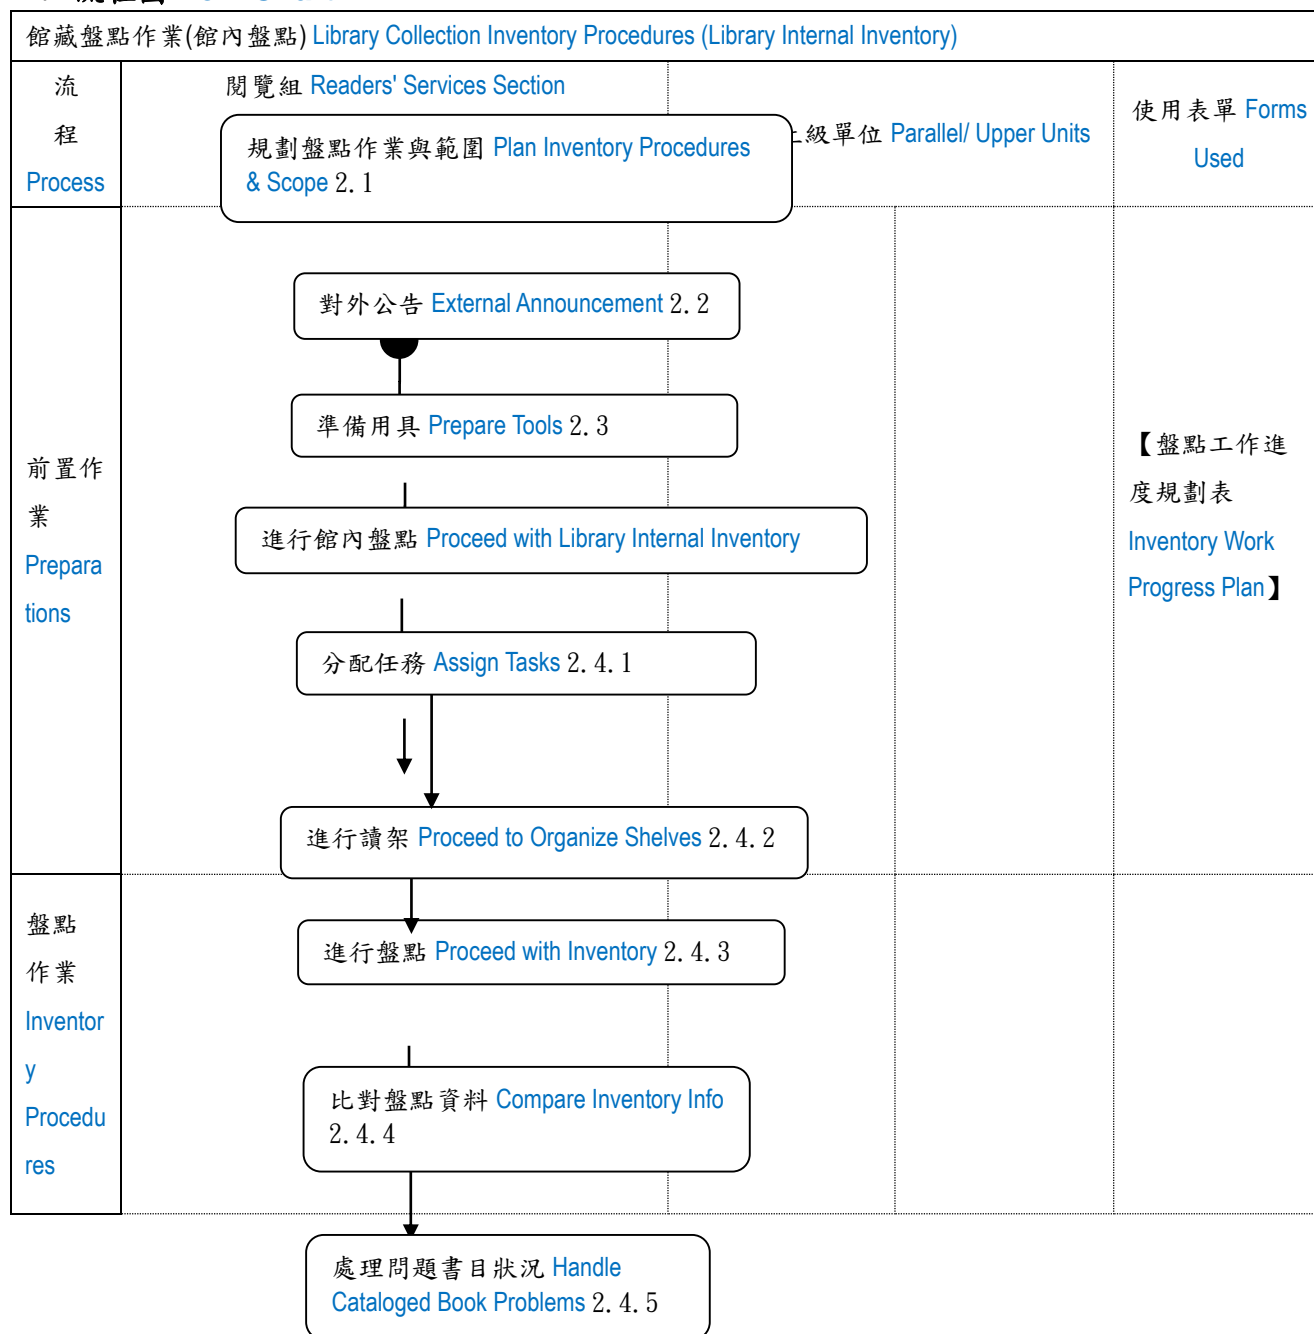 館藏盤點作業(館內盤點) Library Collection Inventory Procedures (Library Internal Inventory)
流
程
Process
閱覽組 Readers' Services Section
級單位 Parallel/ Upper Units
使用表單 Forms
Used
規劃盤點作業與範圍 Plan Inventory Procedures
& Scope 2.1
對外公告 External Announcement 2.2
準備用具 Prepare Tools 2.3
進行館內盤點 Proceed with Library Internal Inventory
分配任務 Assign Tasks 2.4.1
進行讀架 Proceed to Organize Shelves 2.4.2
前置作
業
Prepara
tions
【盤點工作進
度規劃表
Inventory Work
Progress Plan】
盤點
作業
Inventor
y
Procedu
res
進行盤點 Proceed with Inventory 2.4.3
比對盤點資料 Compare Inventory Info
2.4.4
處理問題書目狀況 Handle
Cataloged Book Problems 2.4.5